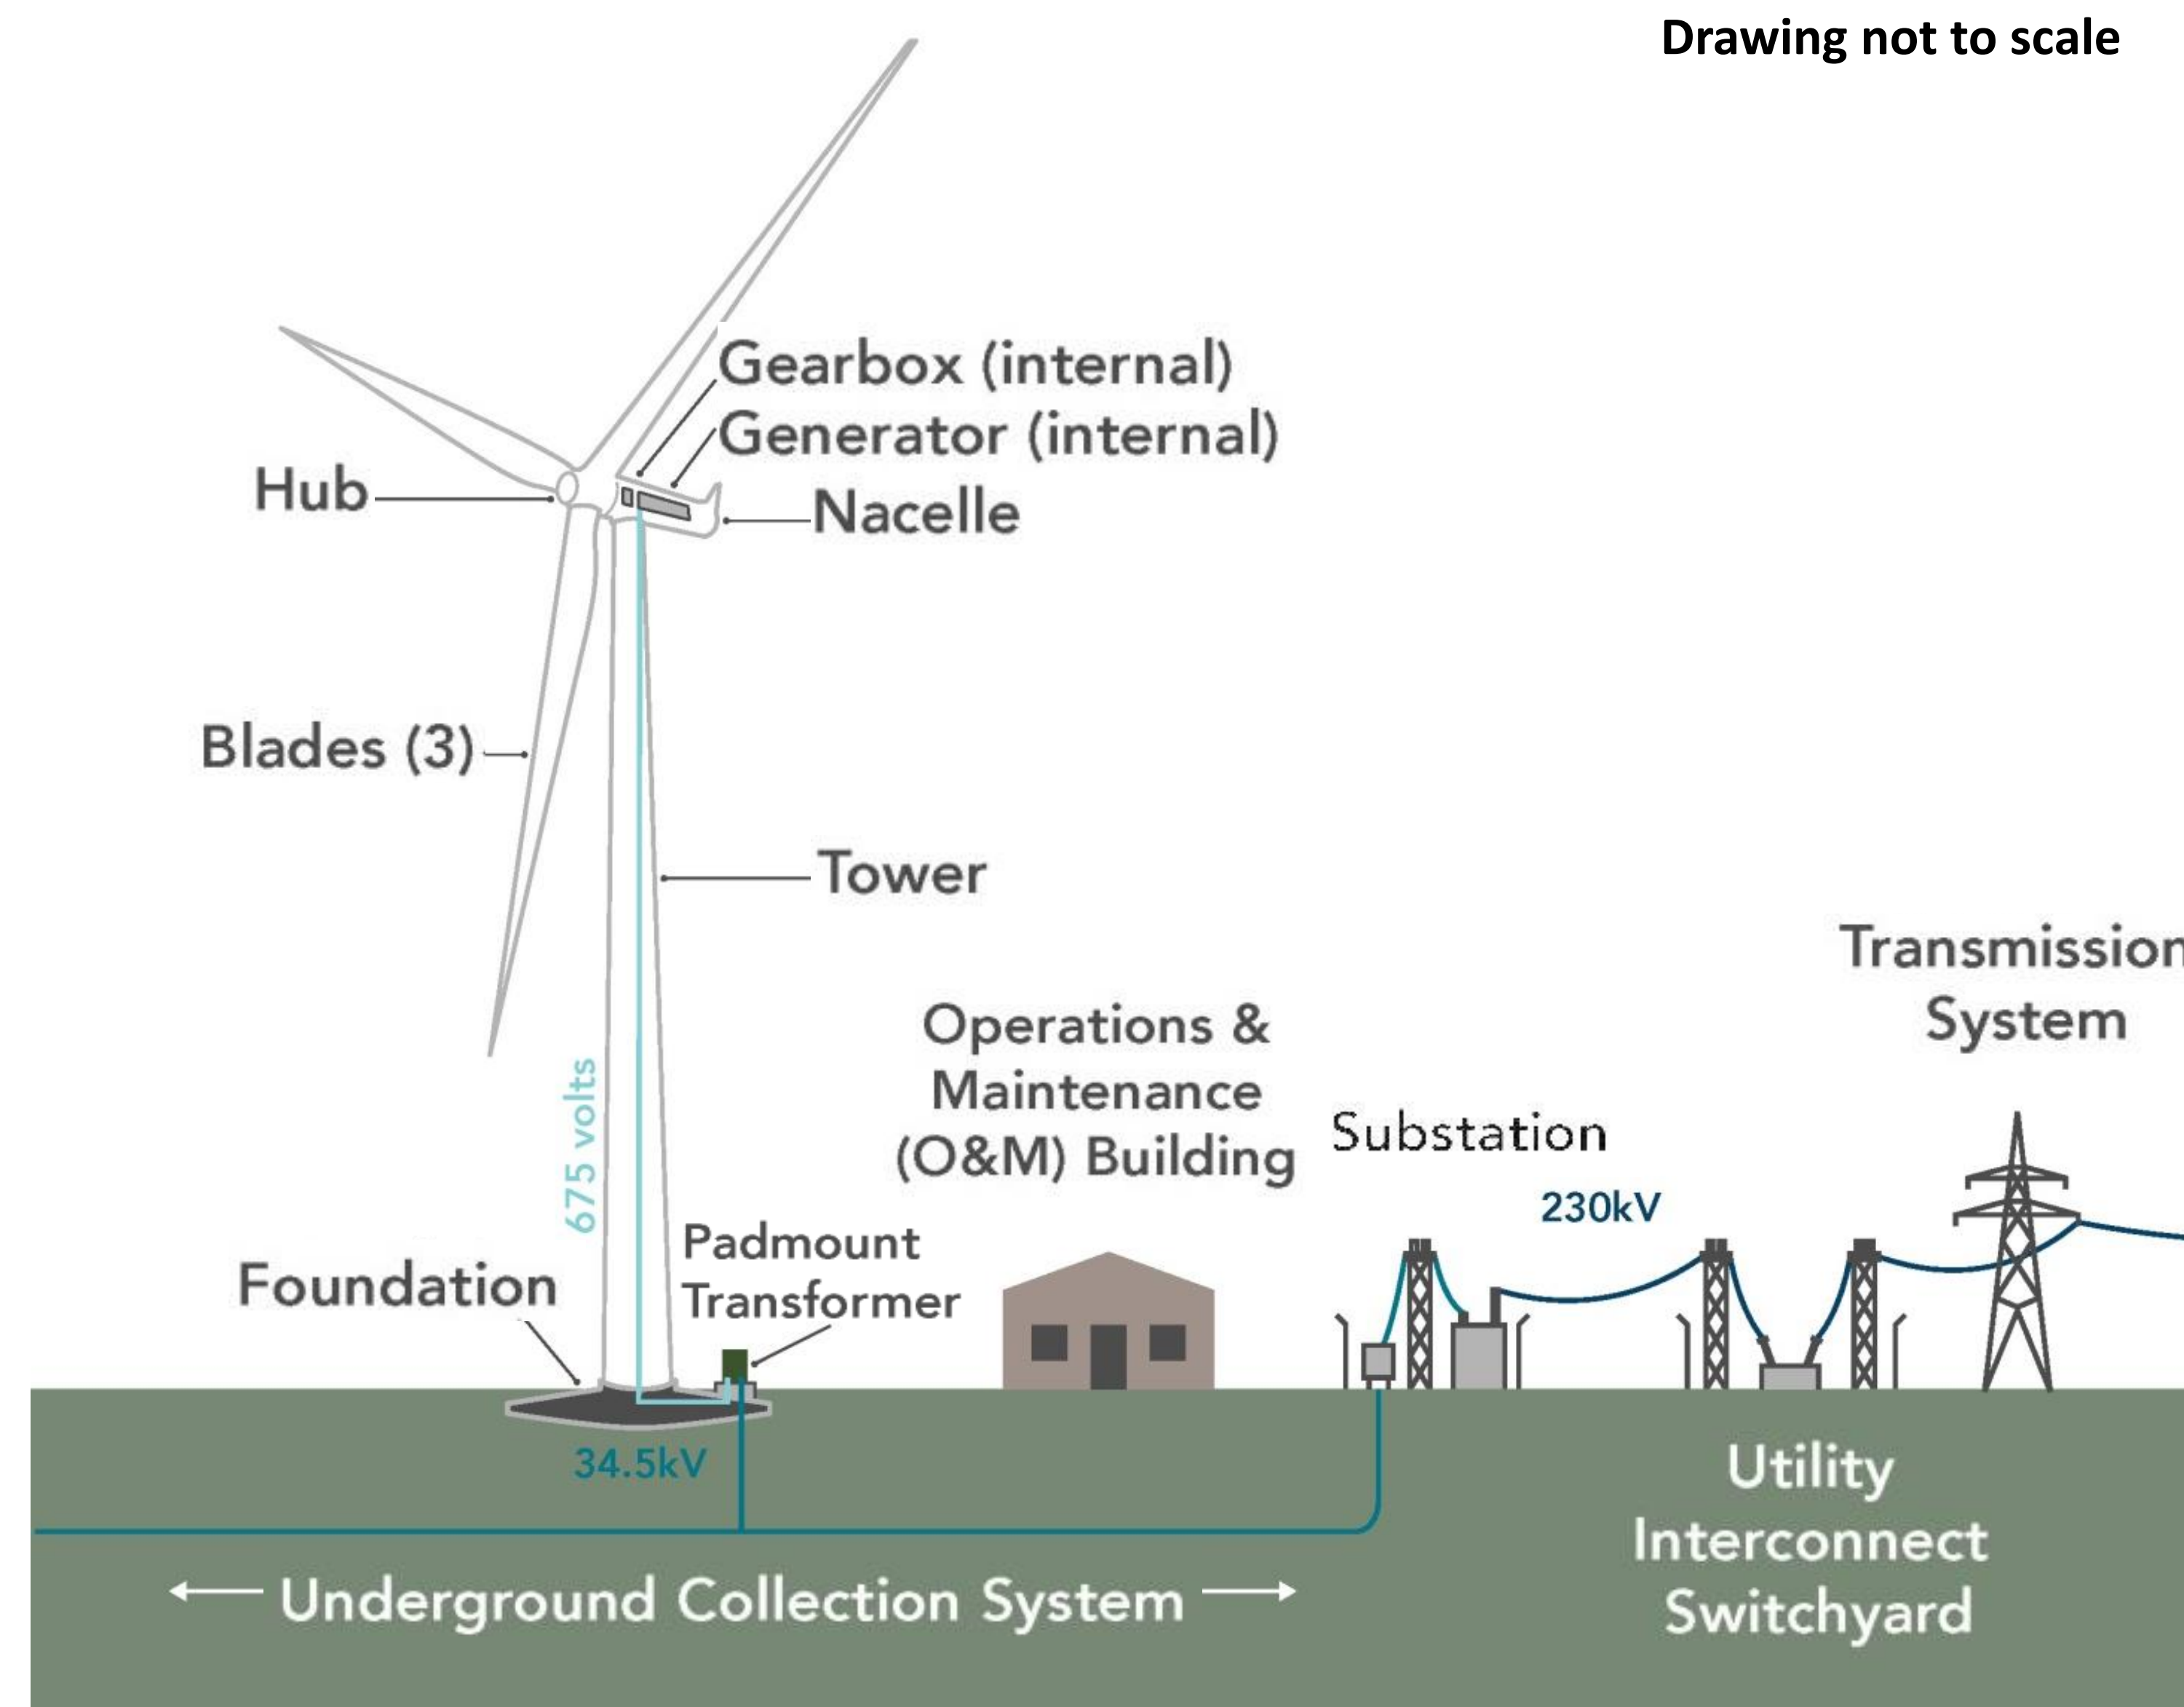 Drawing not to scale
Gearbox (internal)
Generator (internal)
Hub
Nacelle
Blades (3)
Tower
Transmission
System
Operations &
Maintenance
(O&M) Building
Substation
230kV
675 volts
Padmount
Transformer
Foundation
34.5kV
Utility
Interconnect
Switchyard
Underground Collection System